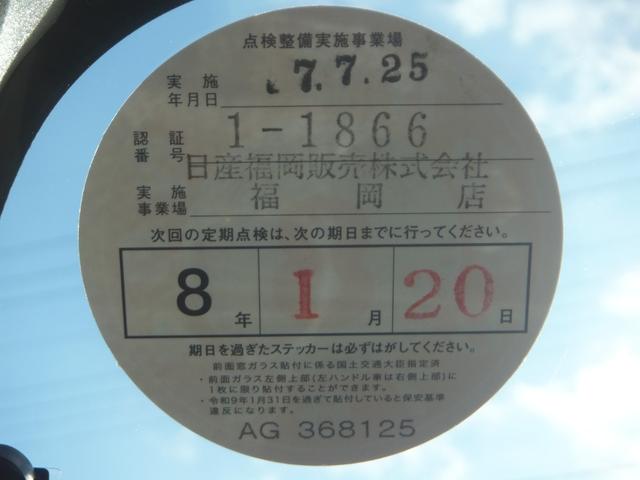 点検整備実施事業場
実施年月日 7.7.25
認証番号 1-1866
日産福岡販売株式会社
実施事業場 福岡店
次回の定期点検は、次の期日までに行ってください。
8年 1月 20日
期日を過ぎたステッカーは必ずはがしてください。
前面窓ガラス貼付に係る国土交通大臣指定済
・前面ガラス左側上部(左ハンドル車は右側上部)に
1枚に限り貼付することができます。
・令和9年1月31日を過ぎて貼付していると保安基準
違反になります。
AG 368125